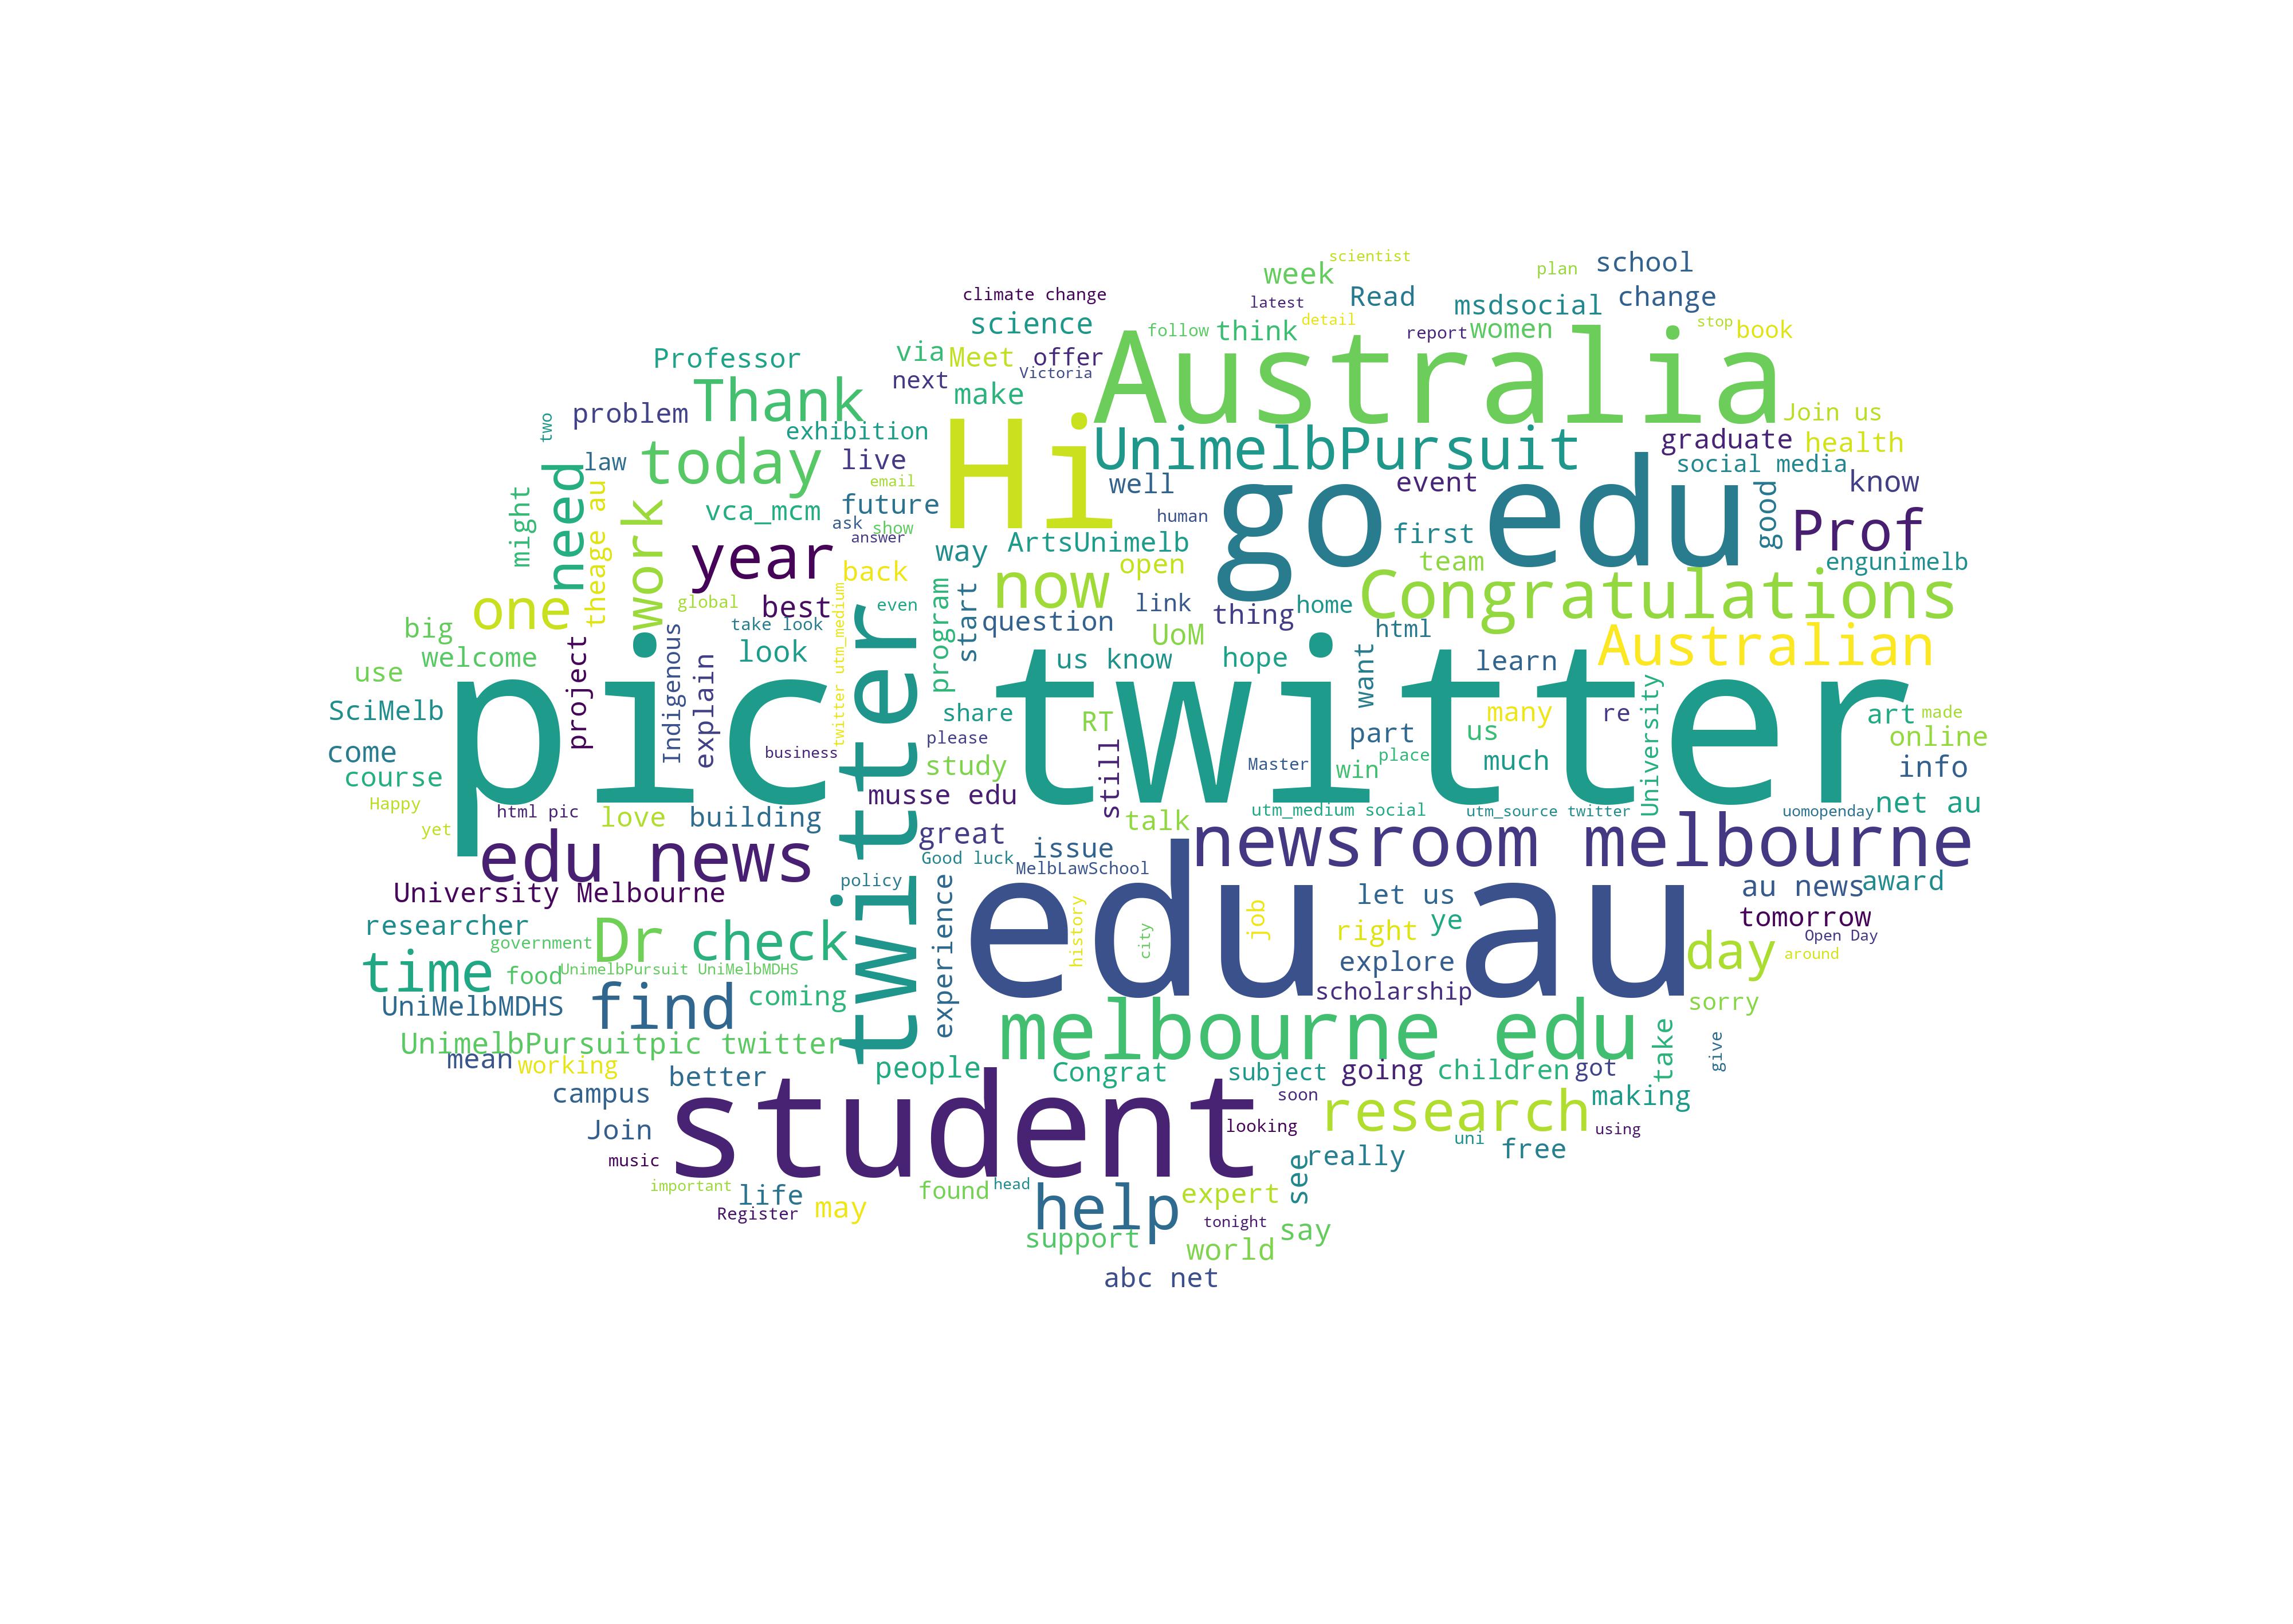 scientist
week
plan
school
climate change
latest
Read
msdsocial
change
science
follow
think
detail
report
women
stop
book
Professor
via
Meet
offer
Australia
next
Victoria
Thank
make
two
problem
Hi
Join us
exhibition
UnimelbPursuit
graduate
health
law
today
live
social media
need
email
well
event
know
might
theage au
work
vca_mcm
future
go edu
good
Prof
ask
show
human
first
year
answer
way
ArtsUnimelb
team
engunimelb
back
now
open
Congratulations
one
global
best
twitter utm_medium
even
program
start
link
thing
home
big
take look
question
UoM
html
Australian
welcome
project
Indigenous
explain
look
us know
hope
want
learn
use
pic twitter
SciMelb
share
RT
many
re
University
art
made
come
business
twitter
please
part
us
online
course
study
still
Master
win
place
much
info
Happy
musse edu
html pic
love
building
utm_medium social
utm_source twitter
uomopenday
net au
yet
great
talk
newsroom melbourne
edu news
Good luck
issue
MelbLawSchool
University Melbourne
policy
edu au
let us
au news
award
researcher
experience
history
city
job
right
ye
tomorrow
government
Dr
check
Open Day
day
around
time
food
UnimelbPursuit UniMelbMDHS
explore
UniMelbMDHS
find
coming
scholarship
sorry
UnimelbPursuitpic twitter
melbourne edu
take
give
mean
working
people
Congrat
subject
going
children
got
campus
better
student
soon
research
making
Join
looking
using
music
uni
see
really
free
important
life
found
head
expert
Register
may
help
tonight
support
world
say
abc net